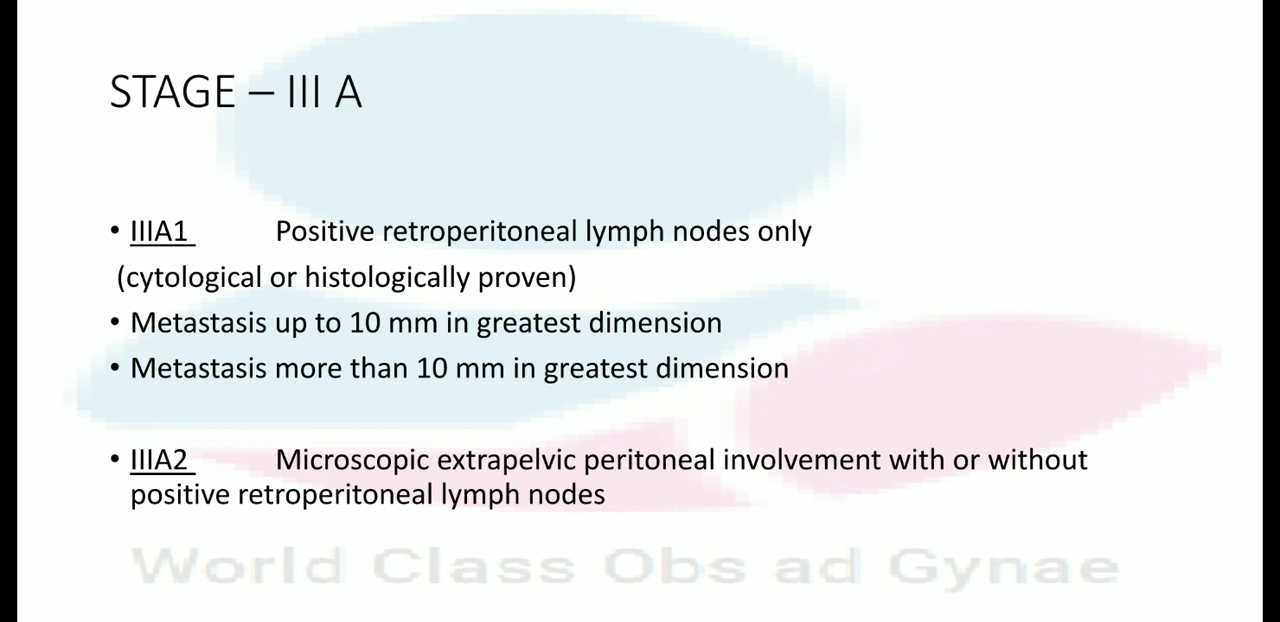 STAGE – III A
• IIIA1 Positive retroperitoneal lymph nodes only
(cytological or histologically proven)
• Metastasis up to 10 mm in greatest dimension
• Metastasis more than 10 mm in greatest dimension
• IIIA2 Microscopic extrapelvic peritoneal involvement with or without
positive retroperitoneal lymph nodes
World Class Obs ad Gynae